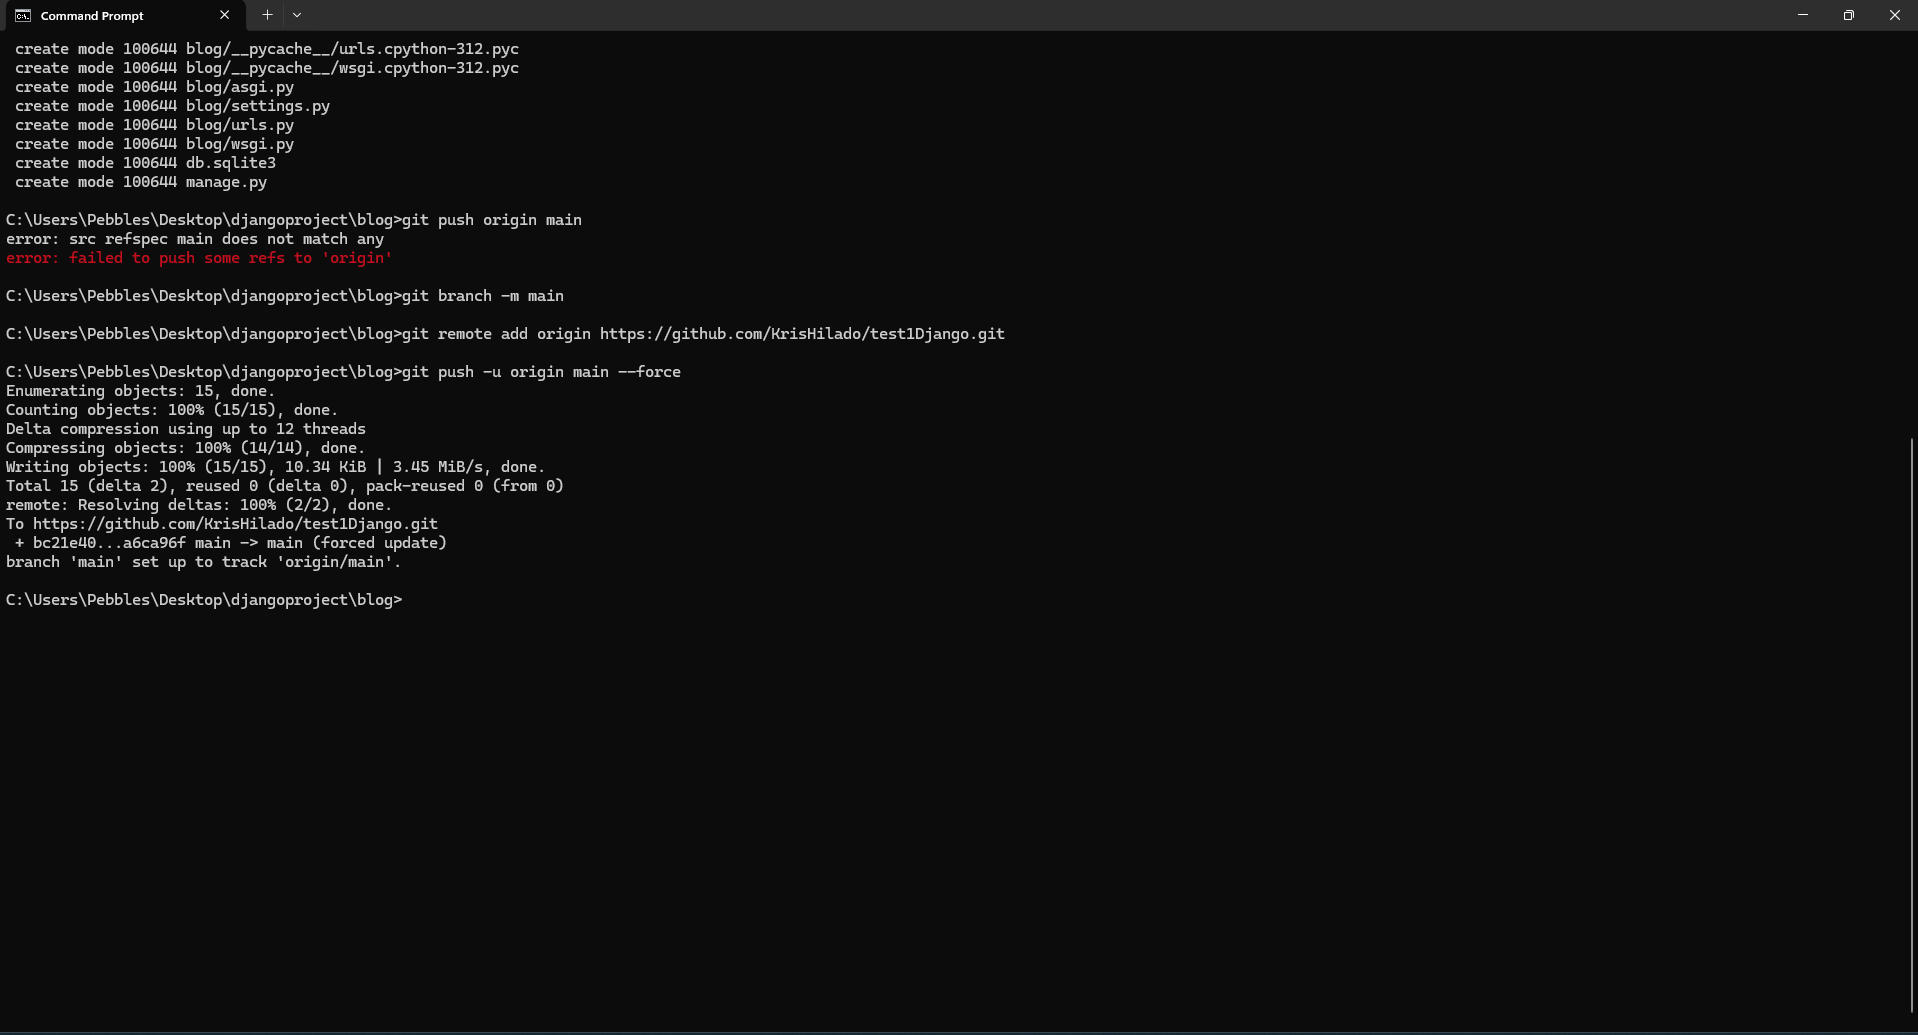 Command Prompt
create mode 100644 blog/__pycache__/urls.cpython-312.pyc
create mode 100644 blog/__pycache__/wsgi.cpython-312.pyc
create mode 100644 blog/asgi.py
create mode 100644 blog/settings.py
create mode 100644 blog/urls.py
create mode 100644 blog/wsgi.py
create mode 100644 db.sqlite3
create mode 100644 manage.py
C:\Users\Pebbles\Desktop\djangoproject\blog>git push origin main
error: src refspec main does not match any
error: failed to push some refs to 'origin'
C:\Users\Pebbles\Desktop\djangoproject\blog>git branch -m main
C:\Users\Pebbles\Desktop\djangoproject\blog>git remote add origin https://github.com/KrisHilado/test1Django.git
C:\Users\Pebbles\Desktop\djangoproject\blog>git push -u origin main --force
Enumerating objects: 15, done.
Counting objects: 100% (15/15), done.
Delta compression using up to 12 threads
Compressing objects: 100% (14/14), done.
Writing objects: 100% (15/15), 10.34 KiB | 3.45 MiB/s, done.
Total 15 (delta 2), reused 0 (delta 0), pack-reused 0 (from 0)
remote: Resolving deltas: 100% (2/2), done.
To https://github.com/KrisHilado/test1Django.git
 + bc21e40...a6ca96f main -> main (forced update)
branch 'main' set up to track 'origin/main'.
C:\Users\Pebbles\Desktop\djangoproject\blog>